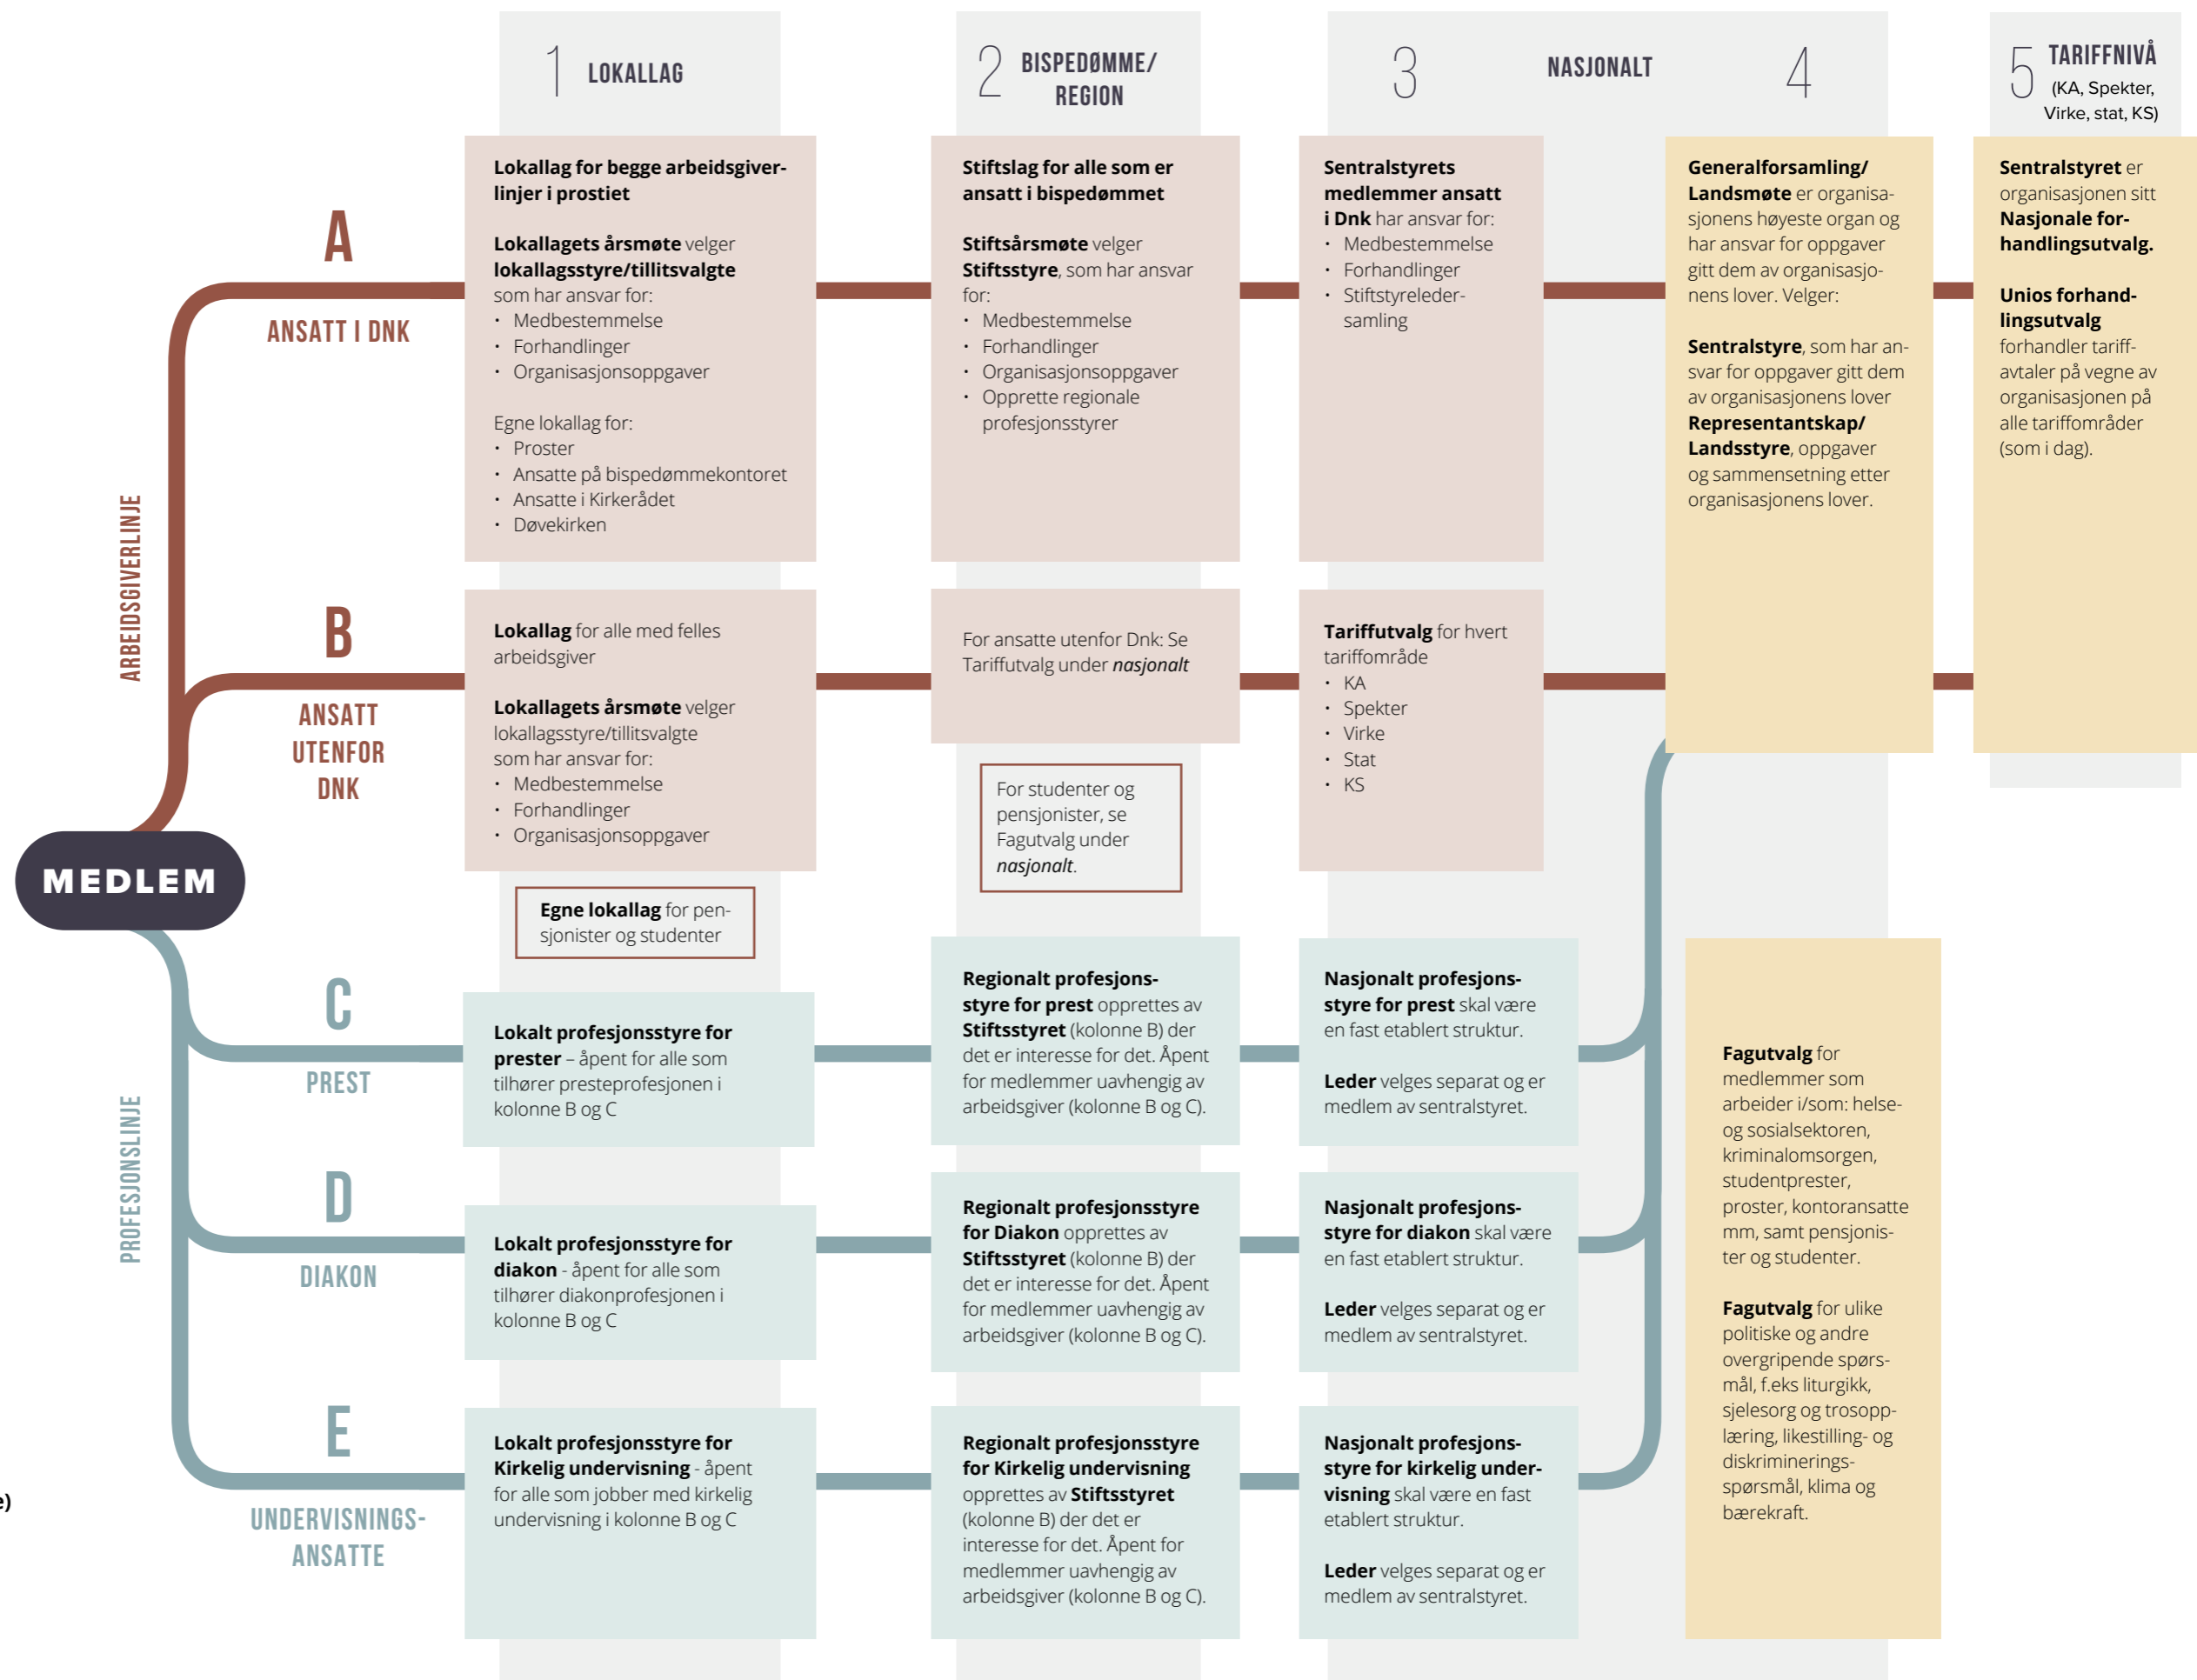 1 LOKALLAG
2 BISPEDØMME/
REGION
3 NASJONALT 4
5 TARIFFNIVÅ
(KA, Spekter,
Virke, stat, KS)
ARBEIDSGIVERLINJE
A
ANSATT I DNK
Lokallag for begge arbeidsgiver-
linjer i prostiet
Lokallagets årsmøte velger
lokallagsstyre/tillitsvalgte
som har ansvar for:
• Medbestemmelse
• Forhandlinger
• Organisasjonsoppgaver
Egne lokallag for:
• Proster
• Ansatte på bispedømmekontoret
• Ansatte i Kirkerådet
• Døvekirken
Stiftslag for alle som er
ansatt i bispedømmet
Stiftsårsmøte velger
Stiftsstyre, som har ansvar
for:
• Medbestemmelse
• Forhandlinger
• Organisasjonsoppgaver
• Opprette regionale
profesjonsstyrer
Sentralstyrets
medlemmer ansatt
i Dnk har ansvar for:
• Medbestemmelse
• Forhandlinger
• Stiftstyreleder-
samling
Generalforsamling/
Landsmøte er organisa-
sjonens høyeste organ og
har ansvar for oppgaver
gitt dem av organisasjo-
nens lover. Velger:
Sentralstyre, som har an-
svar for oppgaver gitt dem
av organisasjonens lover
Representantskap/
Landsstyre, oppgaver
og sammensetning etter
organisasjonens lover.
Sentralstyret er
organisasjonen sitt
Nasjonale for-
handlingsutvalg.
Unios forhand-
lingsutvalg
forhandler tariff-
avtaler på vegne av
organisasjonen på
alle tariffområder
(som i dag).
B
ANSATT
UTENFOR
DNK
Lokallag for alle med felles
arbeidsgiver
Lokallagets årsmøte velger
lokallagsstyre/tillitsvalgte
som har ansvar for:
• Medbestemmelse
• Forhandlinger
• Organisasjonsoppgaver
For ansatte utenfor Dnk: Se
Tariffutvalg under nasjonalt
Tariffutvalg for hvert
tariffområde
• KA
• Spekter
• Virke
• Stat
• KS
For studenter og
pensjonister, se
Fagutvalg under
nasjonalt.
MEDLEM
Egne lokallag for pen-
sjonister og studenter
PROFESJONSLINJE
C
PREST
Lokalt profesjonsstyre for
prester – åpent for alle som
tilhører presteprofesjonen i
kolonne B og C
Regionalt profesjons-
styre for prest opprettes av
Stiftsstyret (kolonne B) der
det er interesse for det. Åpent
for medlemmer uavhengig av
arbeidsgiver (kolonne B og C).
Nasjonalt profesjons-
styre for prest skal være
en fast etablert struktur.
Leder velges separat og er
medlem av sentralstyret.
Fagutvalg for
medlemmer som
arbeider i/som: helse-
og sosialsektoren,
kriminalomsorgen,
studentprester,
proster, kontoransatte
mm, samt pensjonis-
ter og studenter.
Fagutvalg for ulike
politiske og andre
overgripende spørs-
mål, f.eks liturgikk,
sjelesorg og trosopp-
læring, likestilling- og
diskriminerings-
spørsmål, klima og
bærekraft.
D
DIAKON
Lokalt profesjonsstyre for
diakon - åpent for alle som
tilhører diakonprofesjonen i
kolonne B og C
Regionalt profesjonsstyre
for Diakon opprettes av
Stiftsstyret (kolonne B) der
det er interesse for det. Åpent
for medlemmer uavhengig av
arbeidsgiver (kolonne B og C).
Nasjonalt profesjons-
styre for diakon skal være
en fast etablert struktur.
Leder velges separat og er
medlem av sentralstyret.
E
UNDERVISNINGS-
ANSATTE
Lokalt profesjonsstyre for
Kirkelig undervisning - åpent
for alle som jobber med kirkelig
undervisning i kolonne B og C
Regionalt profesjonsstyre
for Kirkelig undervisning
opprettes av Stiftsstyret
(kolonne B) der det er
interesse for det. Åpent for
medlemmer uavhengig av
arbeidsgiver (kolonne B og C).
Nasjonalt profesjons-
styre for kirkelig under-
visning skal være en fast
etablert struktur.
Leder velges separat og er
medlem av sentralstyret.